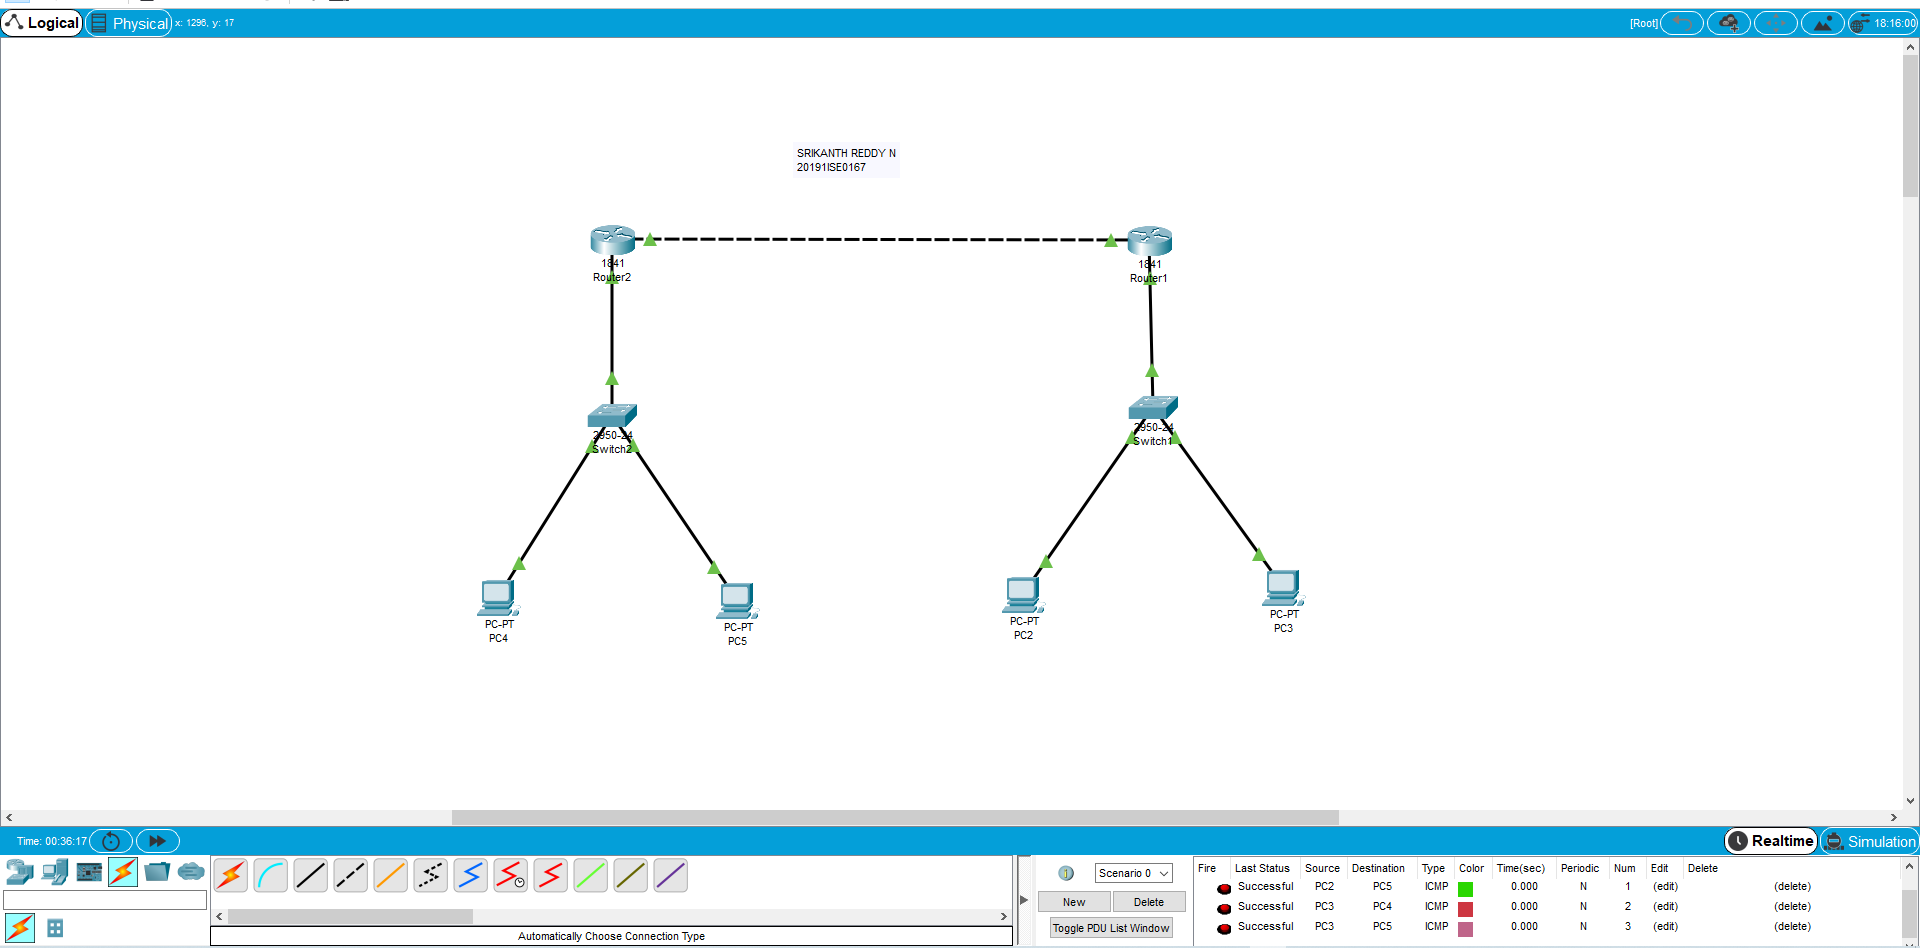 Logical
Physical
x: 1296, y: 17
[Root]
18:16:00
SRIKANTH REDDY N
20191ISE0167
1841
Router2
1841
Router1
2950-24
Switch2
2950-24
Switch1
PC-PT
PC4
PC-PT
PC5
PC-PT
PC2
PC-PT
PC3
Time: 00:36:17
Realtime
Simulation
Scenario 0
New
Delete
Toggle PDU List Window
Automatically Choose Connection Type
Fire Last Status Source Destination Type Color Time(sec) Periodic Num Edit Delete
Successful PC2 PC5 ICMP 0.000 N 1 (edit) (delete)
Successful PC3 PC4 ICMP 0.000 N 2 (edit) (delete)
Successful PC3 PC5 ICMP 0.000 N 3 (edit) (delete)